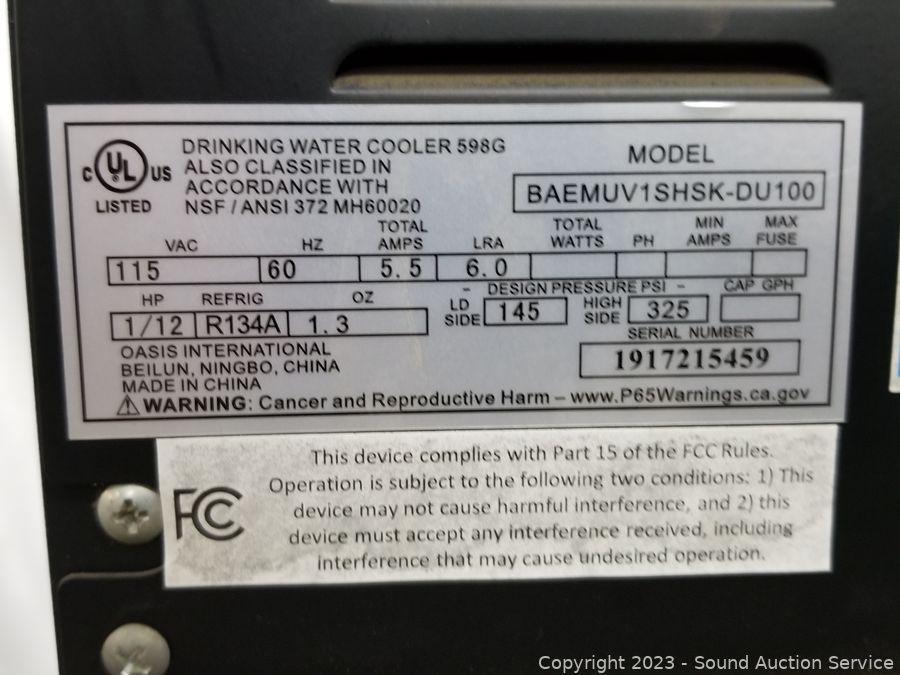 DRINKING WATER COOLER 598G
ALSO CLASSIFIED IN
ACCORDANCE WITH
NSF / ANSI 372 MH60020
C UL US
LISTED
MODEL
BAEMUV1SHSK-DU100
VAC HZ TOTAL AMPS LRA TOTAL WATTS PH MIN AMPS MAX FUSE
115 60 5.5 6.0
HP REFRIG OZ - DESIGN PRESSURE PSI - CAP GPH
1/12 R134A 1.3 LD SIDE 145 HIGH SIDE 325
SERIAL NUMBER
1917215459
OASIS INTERNATIONAL
BEILUN, NINGBO, CHINA
MADE IN CHINA
⚠ WARNING: Cancer and Reproductive Harm – www.P65Warnings.ca.gov
FC
This device complies with Part 15 of the FCC Rules.
Operation is subject to the following two conditions: 1) This
device may not cause harmful interference, and 2) this
device must accept any interference received, including
interference that may cause undesired operation.
Copyright 2023 - Sound Auction Service